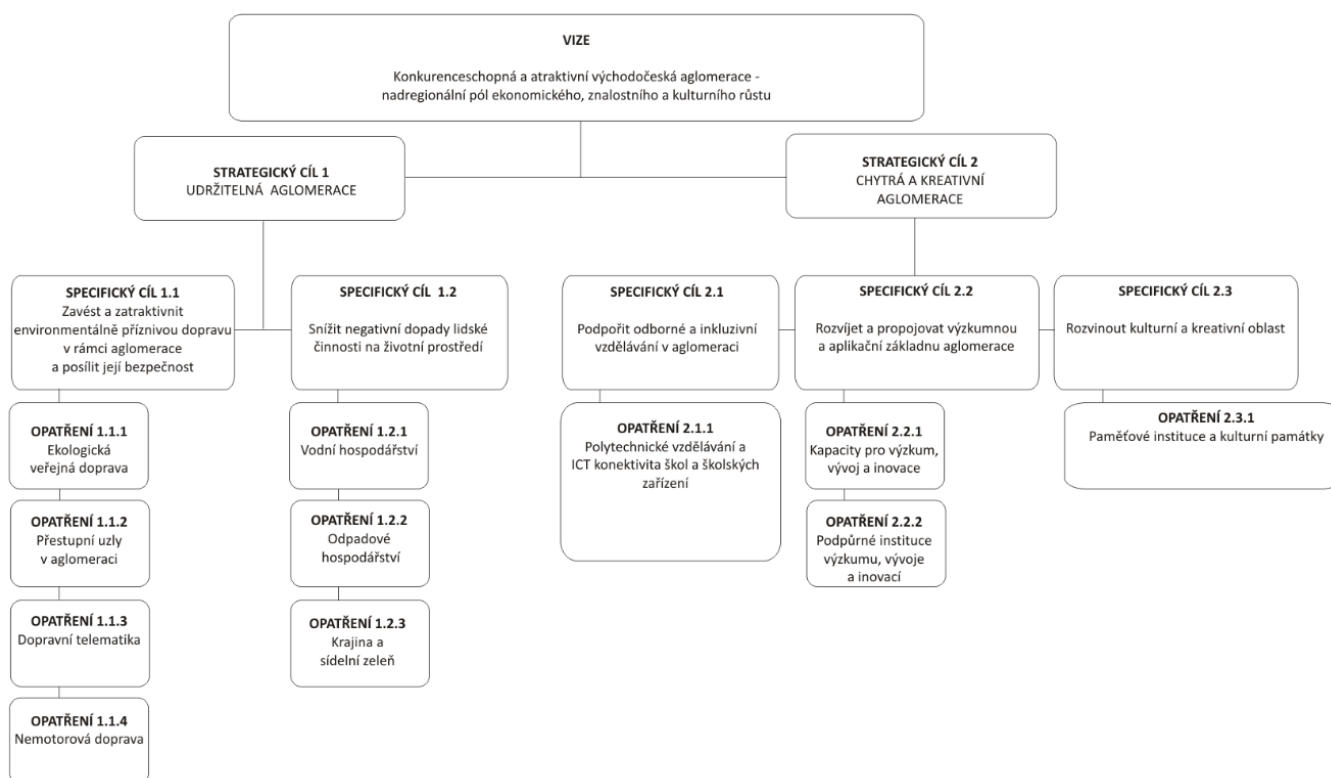 VIZE
Konkurenceschopná a atraktivní východočeská aglomerace -
nadregionální pól ekonomického, znalostního a kulturního růstu
STRATEGICKÝ CÍL 1
UDRŽITELNÁ AGLOMERACE
STRATEGICKÝ CÍL 2
CHYTRÁ A KREATIVNÍ
AGLOMERACE
SPECIFICKÝ CÍL 1.1
Zavést a zatraktivnit
environmentálně příznivou dopravu
v rámci aglomerace
a posílit její bezpečnost
SPECIFICKÝ CÍL 1.2
Snížit negativní dopady lidské
činnosti na životní prostředí
SPECIFICKÝ CÍL 2.1
Podpořit odborné a inkluzivní
vzdělávání v aglomeraci
SPECIFICKÝ CÍL 2.2
Rozvíjet a propojovat výzkumnou
a aplikační základnu aglomerace
SPECIFICKÝ CÍL 2.3
Rozvinout kulturní a kreativní oblast
OPATŘENÍ 1.1.1
Ekologická
veřejná doprava
OPATŘENÍ 1.1.2
Přestupní uzly
v aglomeraci
OPATŘENÍ 1.1.3
Dopravní telematika
OPATŘENÍ 1.1.4
Nemotorová doprava
OPATŘENÍ 1.2.1
Vodní hospodářství
OPATŘENÍ 1.2.2
Odpadové
hospodářství
OPATŘENÍ 1.2.3
Krajina a
sídelní zeleň
OPATŘENÍ 2.1.1
Polytechnické vzdělávání a
ICT konektivita škol a školských
zařízení
OPATŘENÍ 2.2.1
Kapacity pro výzkum,
vývoj a inovace
OPATŘENÍ 2.2.2
Podpůrné instituce
výzkumu, vývoje
a inovací
OPATŘENÍ 2.3.1
Paměťové instituce a kulturní památky